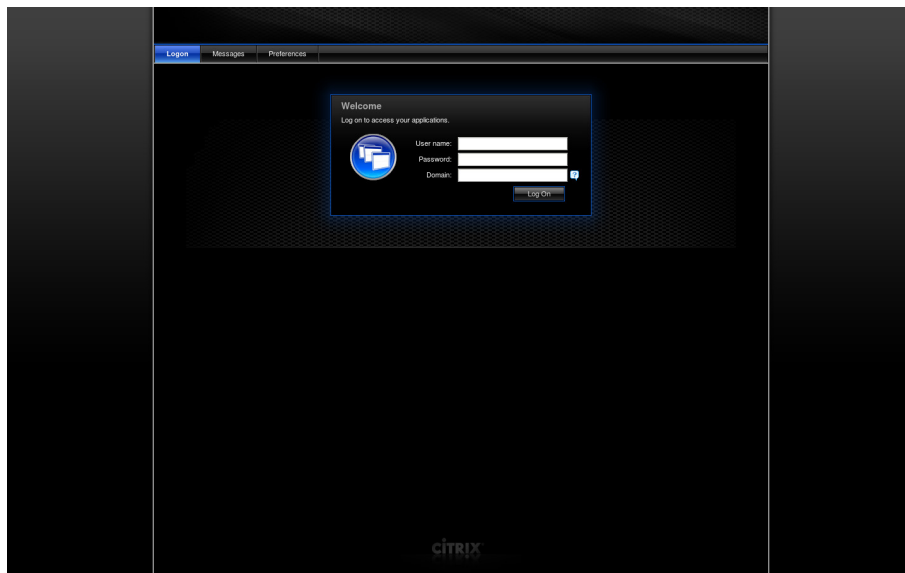 Logon Messages Preferences
Welcome
Log on to access your applications.
User name:
Password:
Domain:
?
Log On
CITRIX